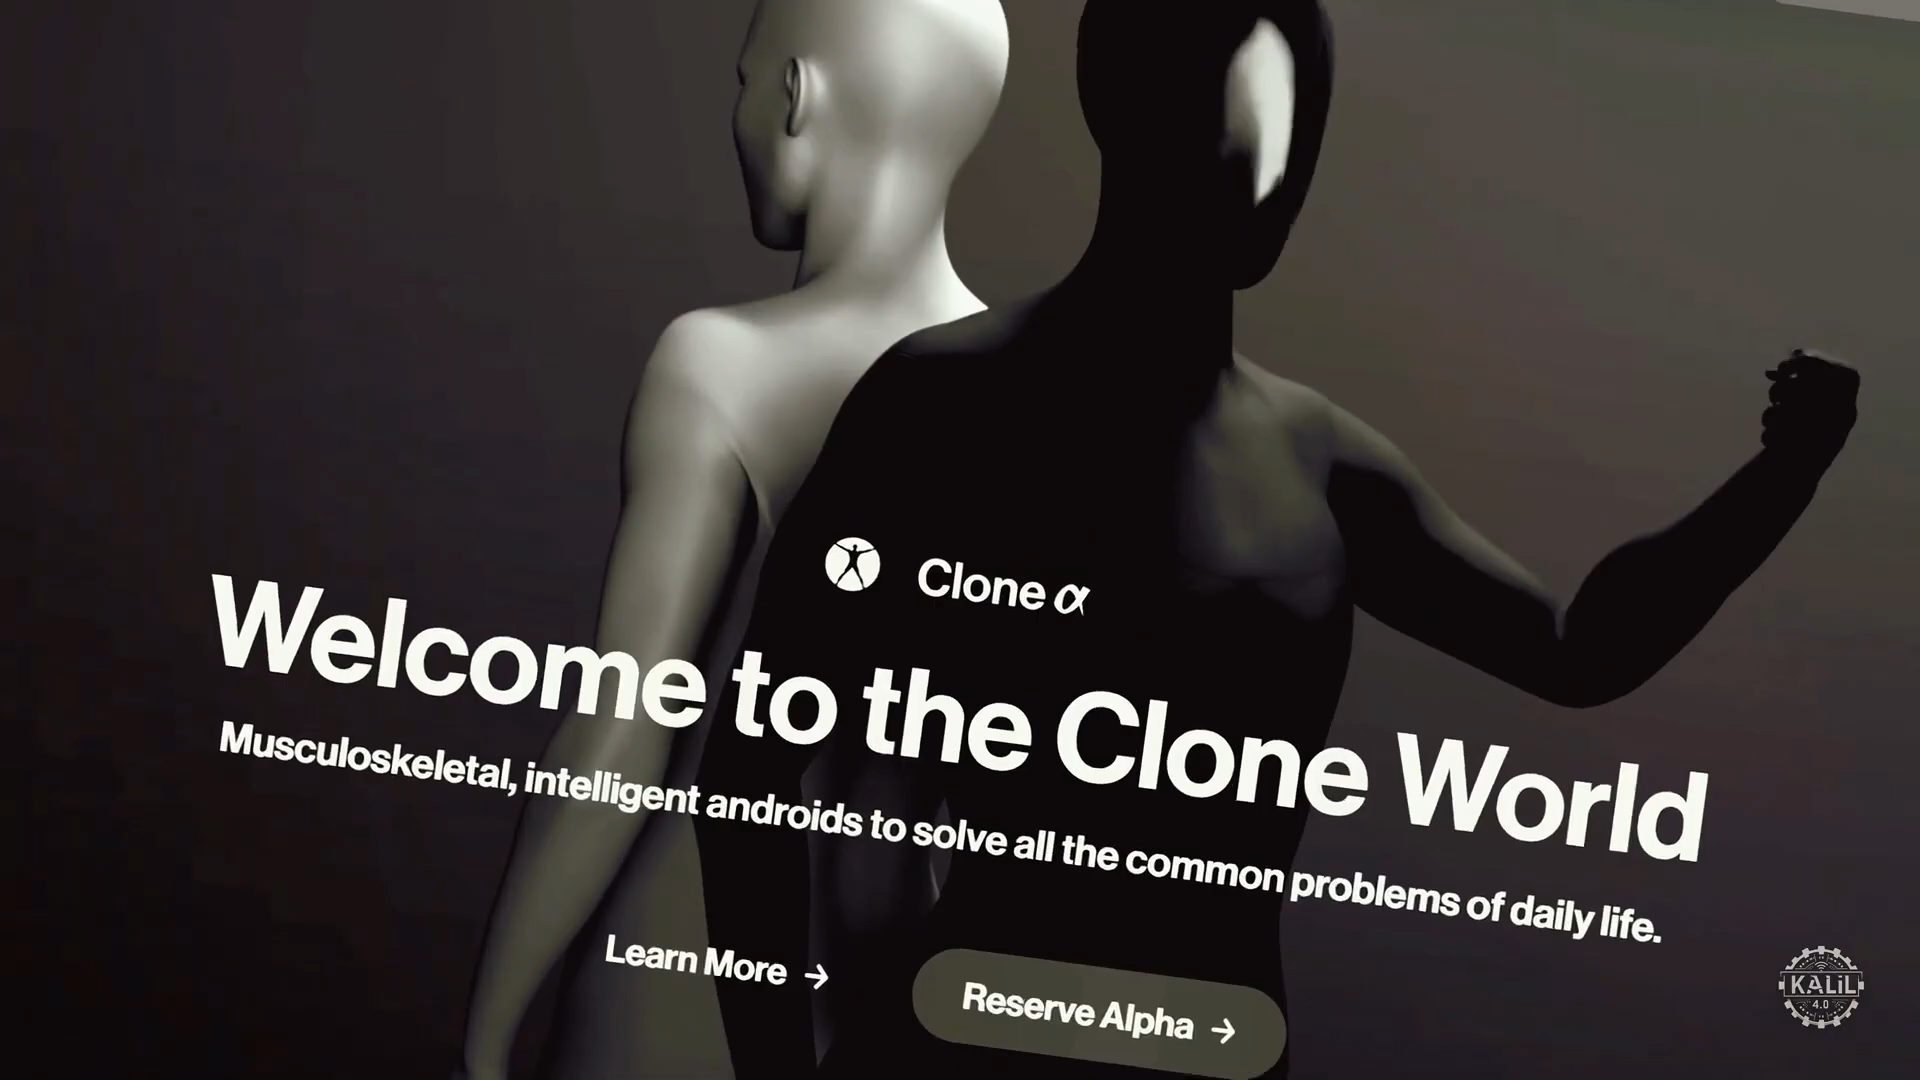 Clone α
Welcome to the Clone World
Musculoskeletal, intelligent androids to solve all the common problems of daily life.
Learn More →
Reserve Alpha →
KALiL
4.0